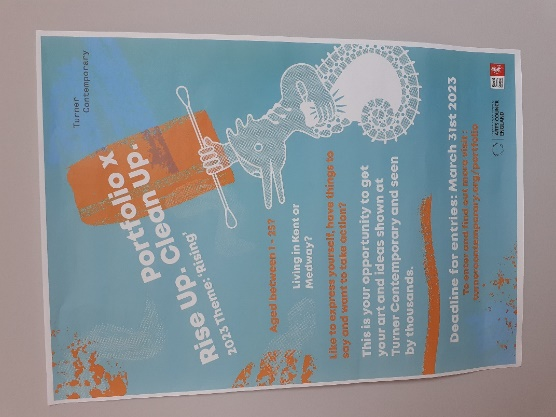 Turner
Contemporary
Portfolio x
Clean Up.
Rise Up.
2023 Theme: 'Rising'
Aged between 1 - 25?
Living in Kent or
Medway?
Like to express yourself, have things to
say and want to take action?
This is your opportunity to get
your art and ideas shown at
Turner Contemporary and seen
by thousands.
Deadline for entries: March 31st 2023
To enter and find out more visit:
turnercontemporary.org/portfolio
ARTS COUNCIL
ENGLAND